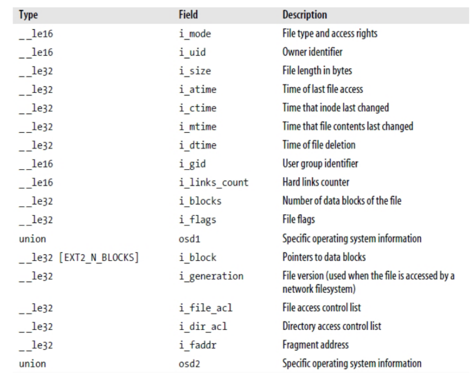 Type Field Description
__le16 i_mode File type and access rights
__le16 i_uid Owner identifier
__le32 i_size File length in bytes
__le32 i_atime Time of last file access
__le32 i_ctime Time that inode last changed
__le32 i_mtime Time that file contents last changed
__le32 i_dtime Time of file deletion
__le16 i_gid User group identifier
__le16 i_links_count Hard links counter
__le32 i_blocks Number of data blocks of the file
__le32 i_flags File flags
union osd1 Specific operating system information
__le32 [EXT2_N_BLOCKS] i_block Pointers to data blocks
__le32 i_generation File version (used when the file is accessed by a
network filesystem)
__le32 i_file_acl File access control list
__le32 i_dir_acl Directory access control list
__le32 i_faddr Fragment address
union osd2 Specific operating system information